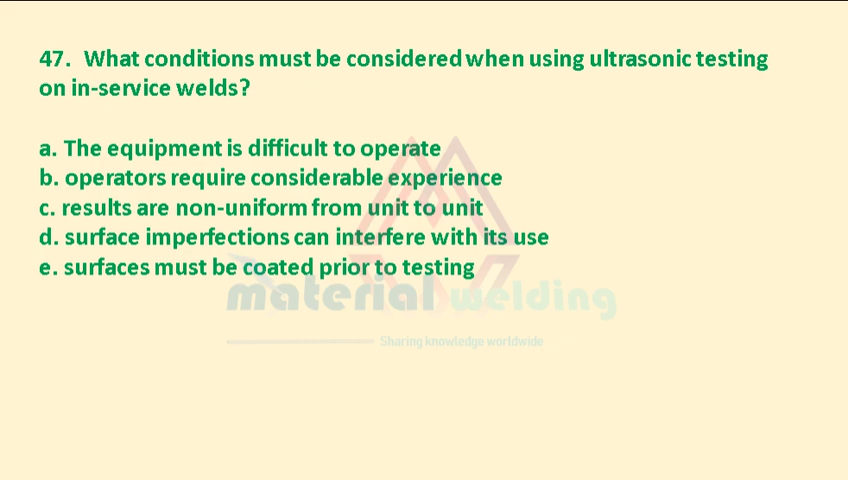 47. What conditions must be considered when using ultrasonic testing
on in-service welds?
a. The equipment is difficult to operate
b. operators require considerable experience
c. results are non-uniform from unit to unit
d. surface imperfections can interfere with its use
e. surfaces must be coated prior to testing
material welding
Sharing knowledge worldwide